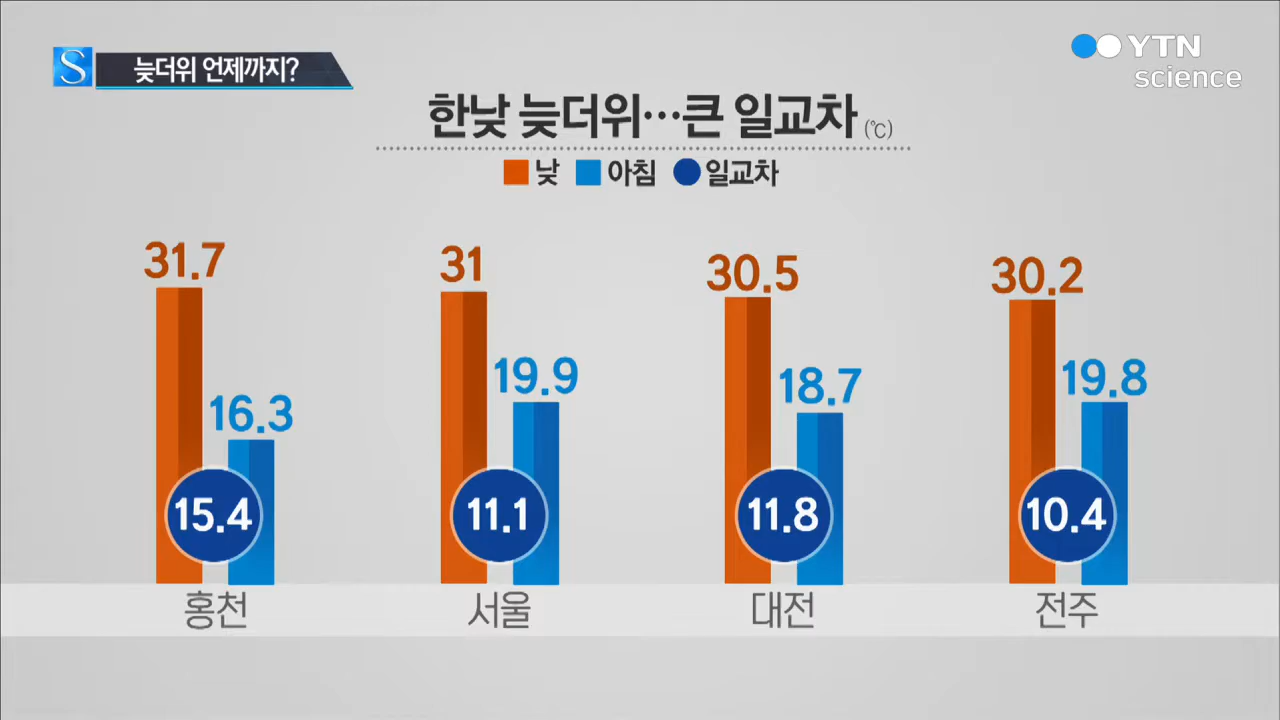 S 늦더위 언제까지?
YTN
science
한낮 늦더위…큰 일교차 (℃)
낮 아침 일교차
31.7 16.3 15.4
31 19.9 11.1
30.5 18.7 11.8
30.2 19.8 10.4
홍천 서울 대전 전주